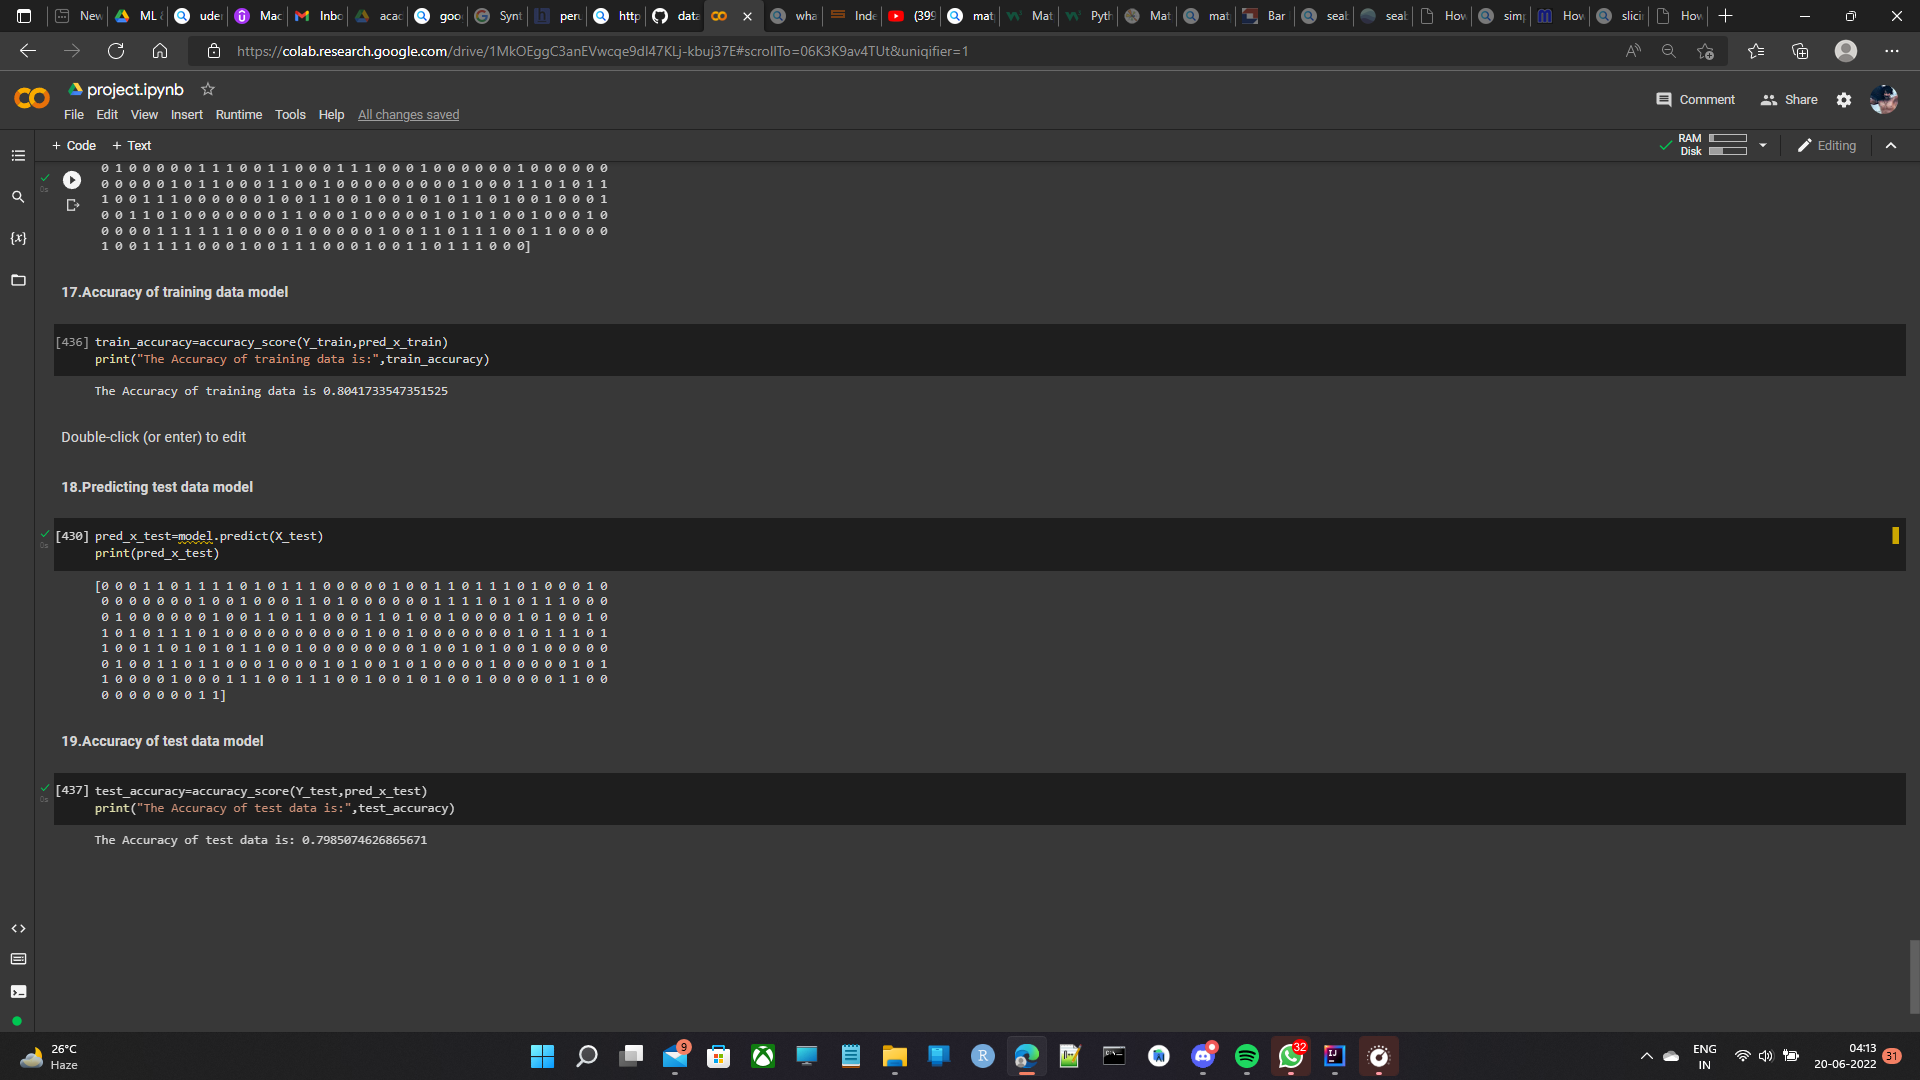 New
ML &
uder
Mac
Inbo
acac
goo
Synt
peru
http
data
wha
Inde
(399
mat
Mat
Pyth
Mat
mat
Bar
seab
seab
How
simp
How
slici
How
https://colab.research.google.com/drive/1MkOEggC3anEVwcqe9dI47KLj-kbuj37E#scrollTo=06K3K9av4TUt&uniqifier=1
project.ipynb
Comment
Share
File Edit View Insert Runtime Tools Help All changes saved
+ Code + Text
RAM
Disk
Editing
0 1 0 0 0 0 0 1 1 1 0 0 1 1 0 0 0 1 1 1 0 0 0 1 0 0 0 0 0 0 1 0 0 0 0 0 0
0 0 0 0 0 1 0 1 1 0 0 0 1 1 0 0 1 0 0 0 0 0 0 0 0 0 1 0 0 0 1 1 0 1 0 1 1
1 0 0 1 1 1 0 0 0 0 0 0 1 0 0 1 1 0 0 1 0 0 1 0 1 0 1 1 0 1 0 0 1 0 0 0 1
0 0 1 1 0 1 0 0 0 0 0 0 0 1 1 0 0 0 1 0 0 0 0 0 1 0 1 0 1 0 0 1 0 0 0 1 0
0 0 0 0 1 1 1 1 1 1 0 0 0 0 1 0 0 0 0 0 1 0 0 1 1 0 1 1 1 0 0 1 1 0 0 0 0
1 0 0 1 1 1 1 0 0 0 1 0 0 1 1 1 0 0 0 1 0 0 1 1 0 1 1 1 0 0 0]
17.Accuracy of training data model
[436] train_accuracy=accuracy_score(Y_train,pred_x_train)
print("The Accuracy of training data is:",train_accuracy)
The Accuracy of training data is 0.8041733547351525
Double-click (or enter) to edit
18.Predicting test data model
[430] pred_x_test=model.predict(X_test)
print(pred_x_test)
[0 0 0 1 1 0 1 1 1 1 0 1 0 1 1 1 0 0 0 0 0 1 0 0 1 1 0 1 1 1 0 1 0 0 0 1 0
0 0 0 0 0 0 0 1 0 0 1 0 0 0 1 1 0 1 0 0 0 0 0 0 1 1 1 1 0 1 0 1 1 1 0 0 0
0 1 0 0 0 0 0 0 1 0 0 1 1 0 1 1 0 0 0 1 1 0 1 0 0 1 0 0 0 0 1 0 1 0 0 1 0
1 0 1 0 1 1 1 0 1 0 0 0 0 0 0 0 0 0 0 1 0 0 1 0 0 0 0 0 0 0 1 0 1 1 1 0 1
1 0 0 1 1 0 1 0 1 0 1 1 0 0 1 0 0 0 0 0 0 0 0 1 0 0 1 0 1 0 0 1 0 0 0 0 0
0 1 0 0 1 1 0 1 1 0 0 0 1 0 0 0 1 0 1 0 0 1 0 1 0 0 0 0 1 0 0 0 0 0 1 0 1
1 0 0 0 0 1 0 0 0 1 1 1 0 0 1 1 1 0 0 1 0 0 1 0 1 0 0 1 0 0 0 0 0 1 1 0 0
0 0 0 0 0 0 0 1 1]
19.Accuracy of test data model
[437] test_accuracy=accuracy_score(Y_test,pred_x_test)
print("The Accuracy of test data is:",test_accuracy)
The Accuracy of test data is: 0.7985074626865671
26°C
Haze
9
32
ENG
IN
04:13
20-06-2022
31